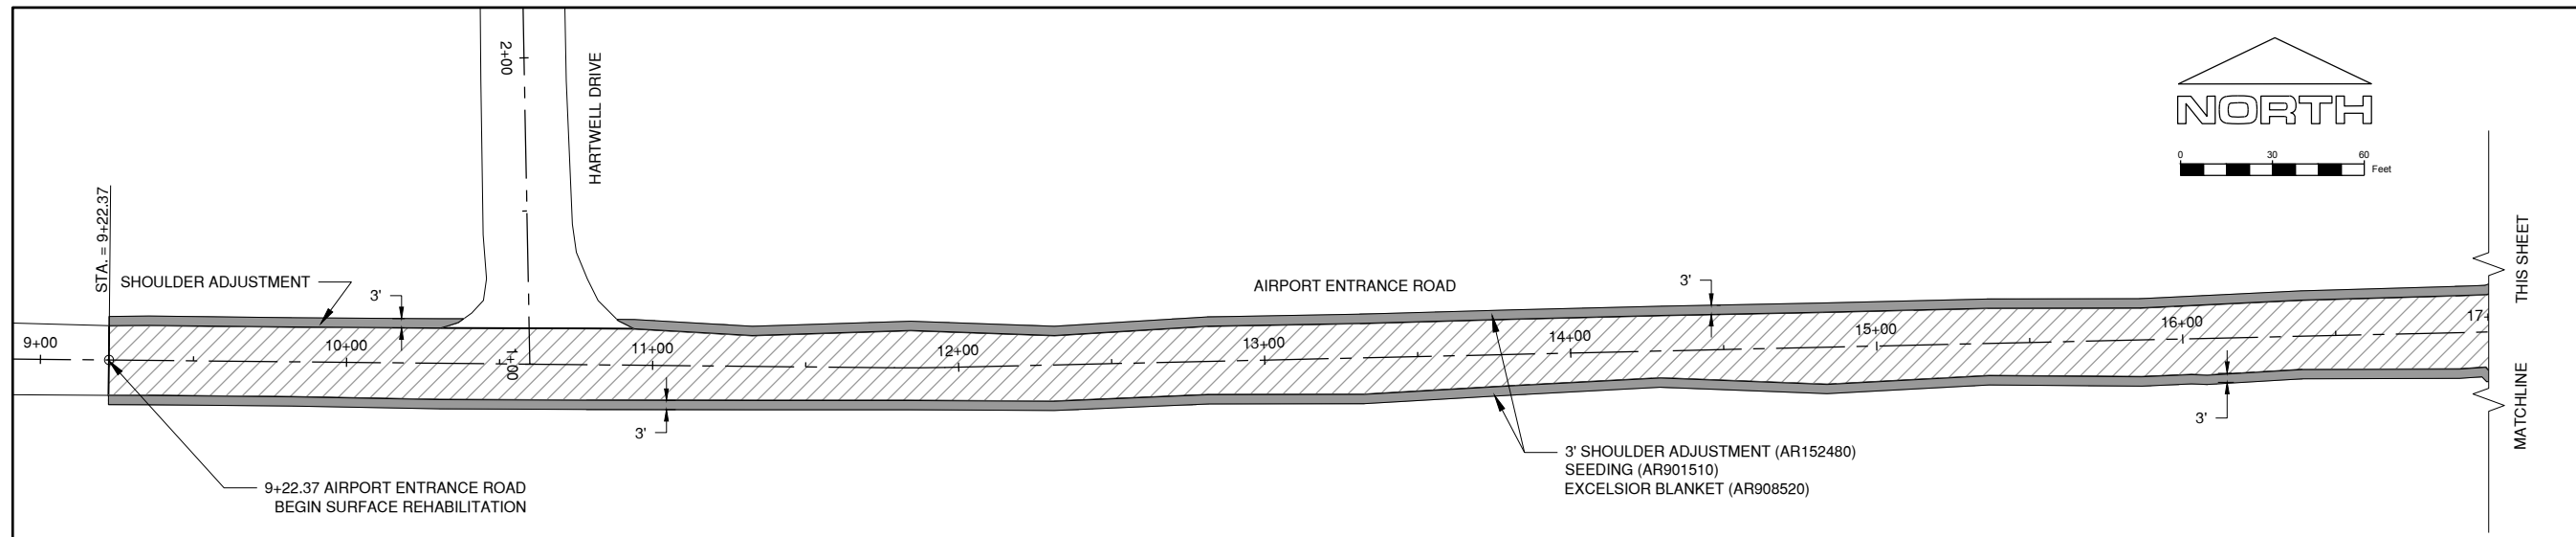 2+00
HARTWELL DRIVE
NORTH
0 30 60
Feet
STA. = 9+22.37
SHOULDER ADJUSTMENT
3'
AIRPORT ENTRANCE ROAD
3'
THIS SHEET
9+00
10+00
1+00
11+00
12+00
13+00
14+00
15+00
16+00
17+
MATCHLINE
3'
3'
9+22.37 AIRPORT ENTRANCE ROAD
BEGIN SURFACE REHABILITATION
3' SHOULDER ADJUSTMENT (AR152480)
SEEDING (AR901510)
EXCELSIOR BLANKET (AR908520)